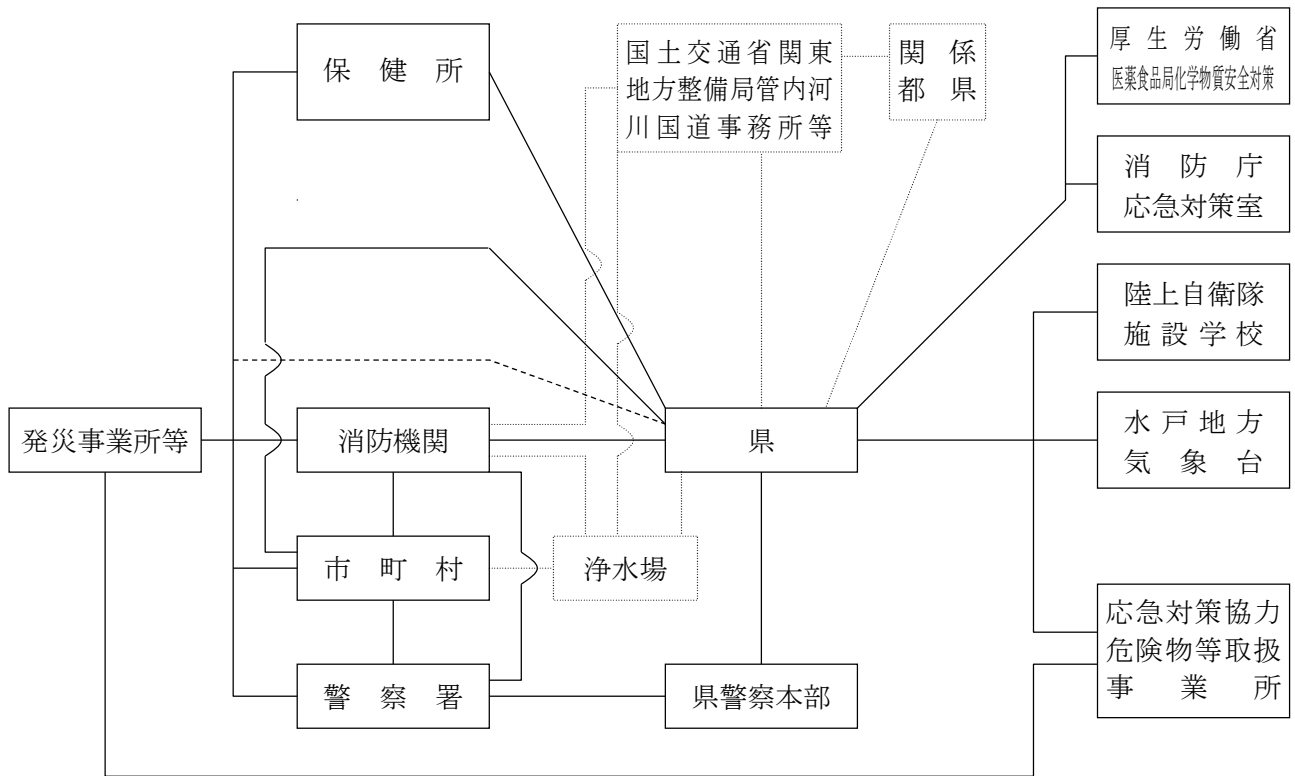 保健所
国土交通省関東
地方整備局管内河
川国道事務所等
関係
都県
厚生労働省
医薬食品局化学物質安全対策
消防庁
応急対策室
陸上自衛隊
施設学校
発災事業所等
消防機関
県
水戸地方
気象台
市町村
浄水場
応急対策協力
危険物等取扱
事業所
警察署
県警察本部